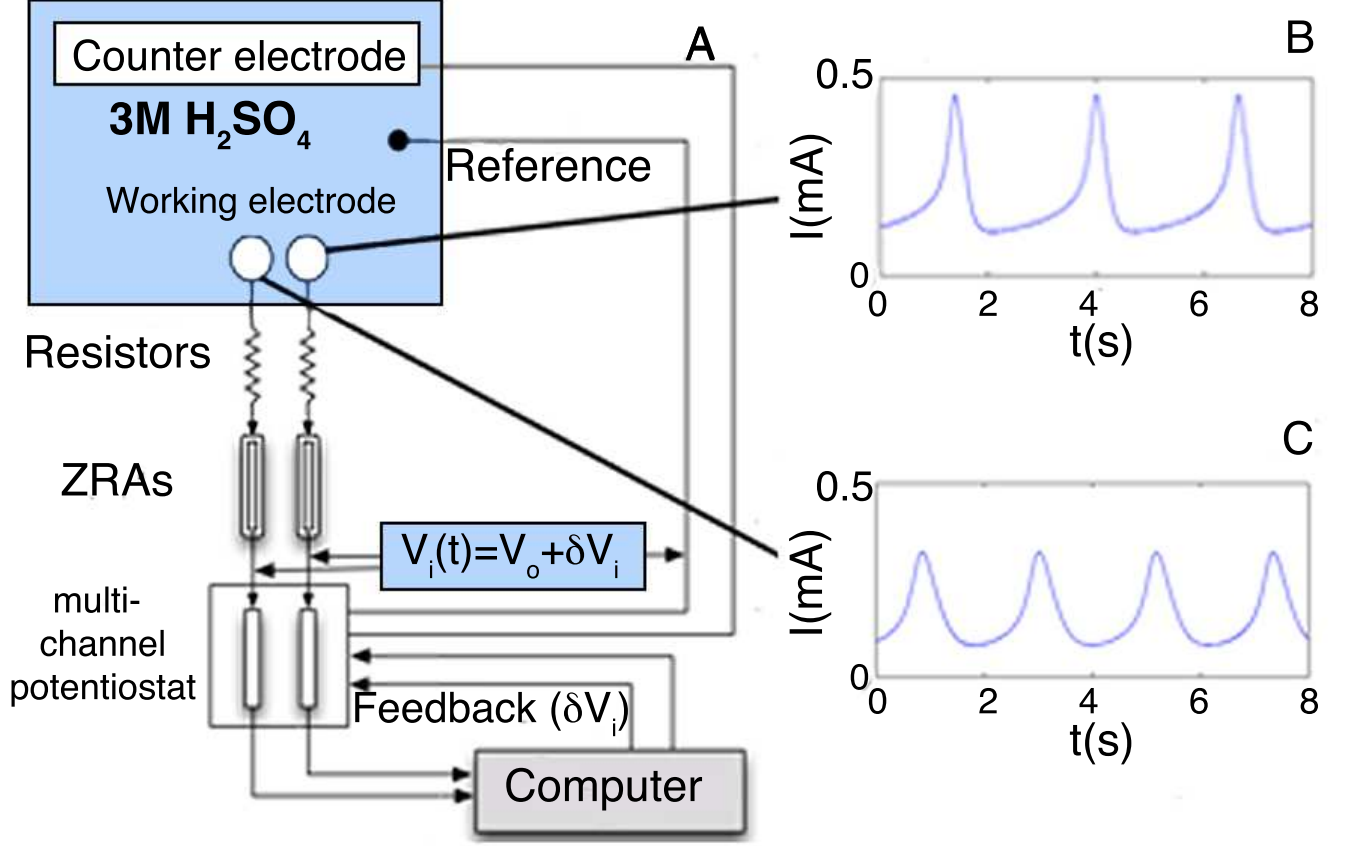 A
Counter electrode
3M H₂SO₄
Reference
Working electrode
Resistors
ZRAs
Vᵢ(t)=Vₒ+δVᵢ
multi-
channel
potentiostat
Feedback (δVᵢ)
Computer
B
0.5
I(mA)
0
0 2 4 6 8
t(s)
C
0.5
I(mA)
0
0 2 4 6 8
t(s)